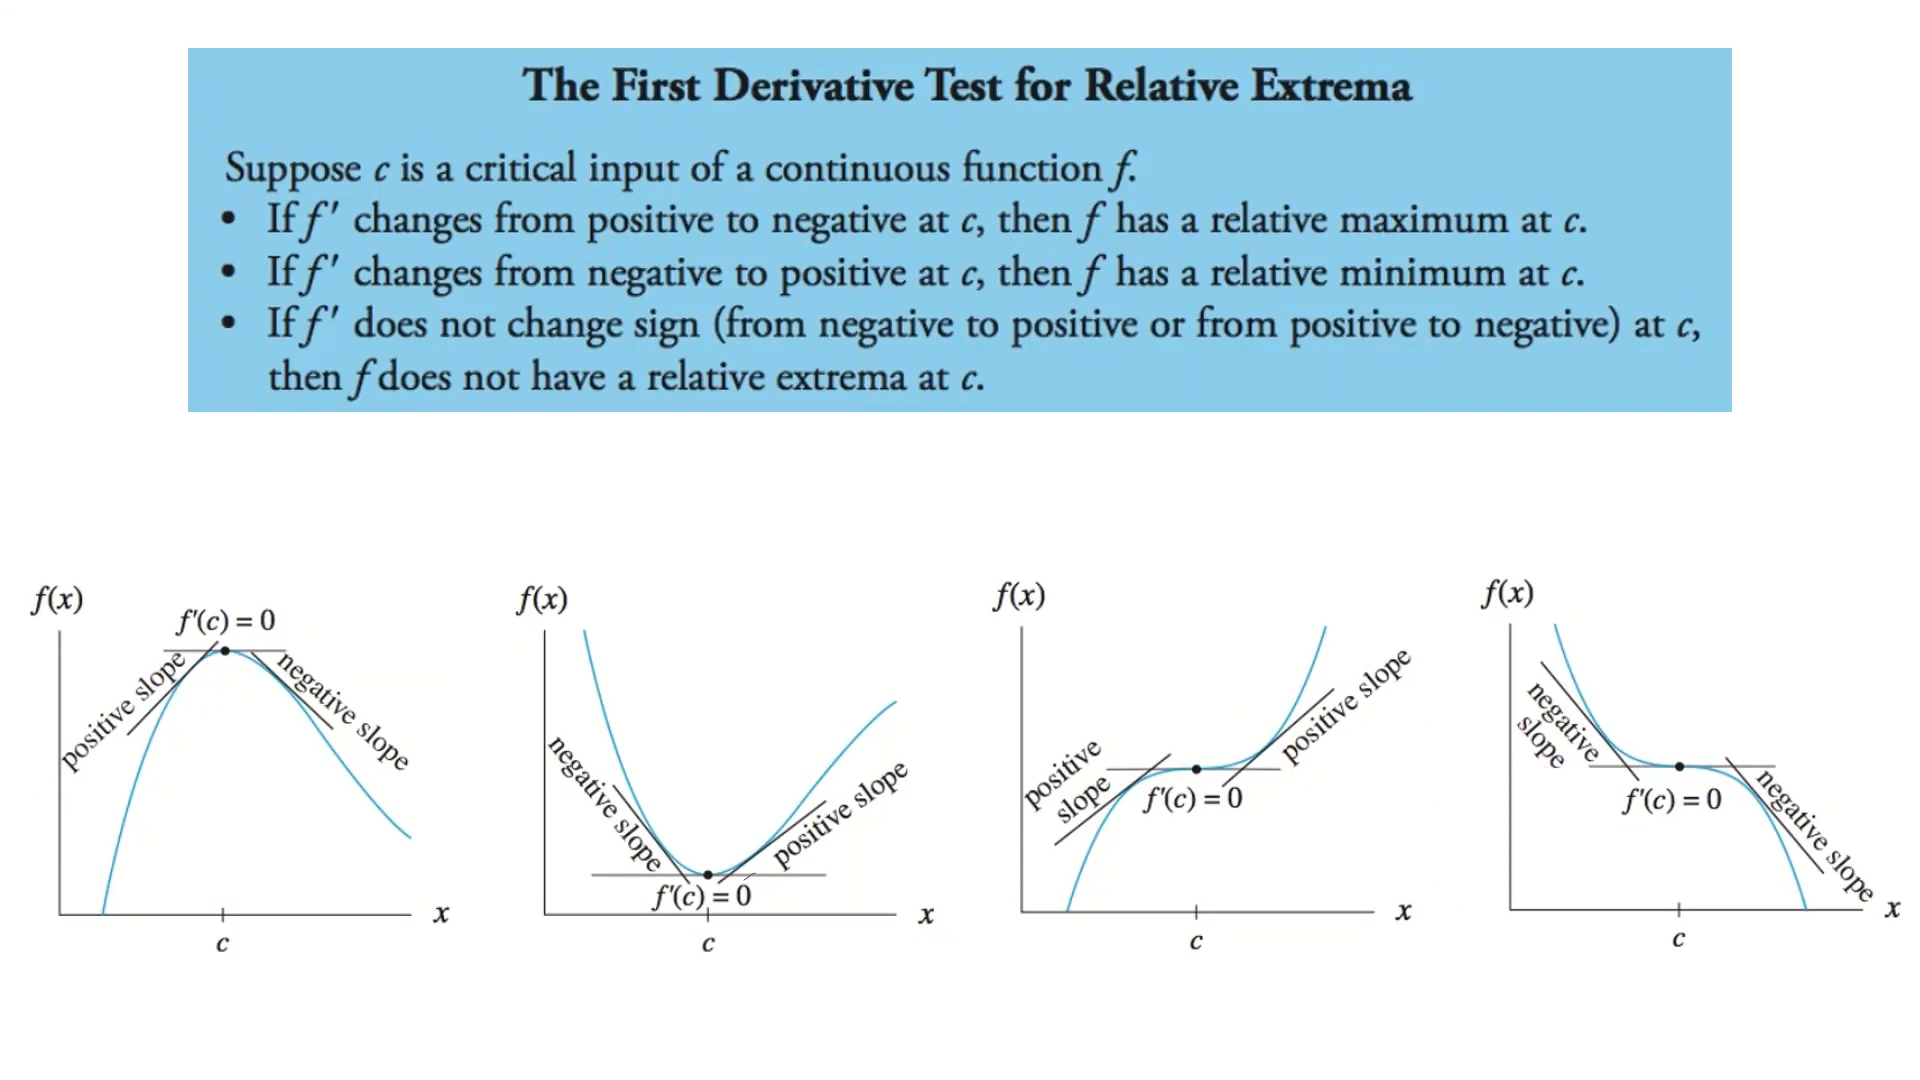 The First Derivative Test for Relative Extrema
Suppose c is a critical input of a continuous function f.
• If f′ changes from positive to negative at c, then f has a relative maximum at c.
• If f′ changes from negative to positive at c, then f has a relative minimum at c.
• If f′ does not change sign (from negative to positive or from positive to negative) at c,
then f does not have a relative extrema at c.
f(x)
f'(c) = 0
positive slope
negative slope
x
c
f(x)
negative slope
positive slope
f'(c) = 0
x
c
f(x)
positive
slope
positive slope
f'(c) = 0
x
c
f(x)
negative
slope
f'(c) = 0
negative slope
x
c